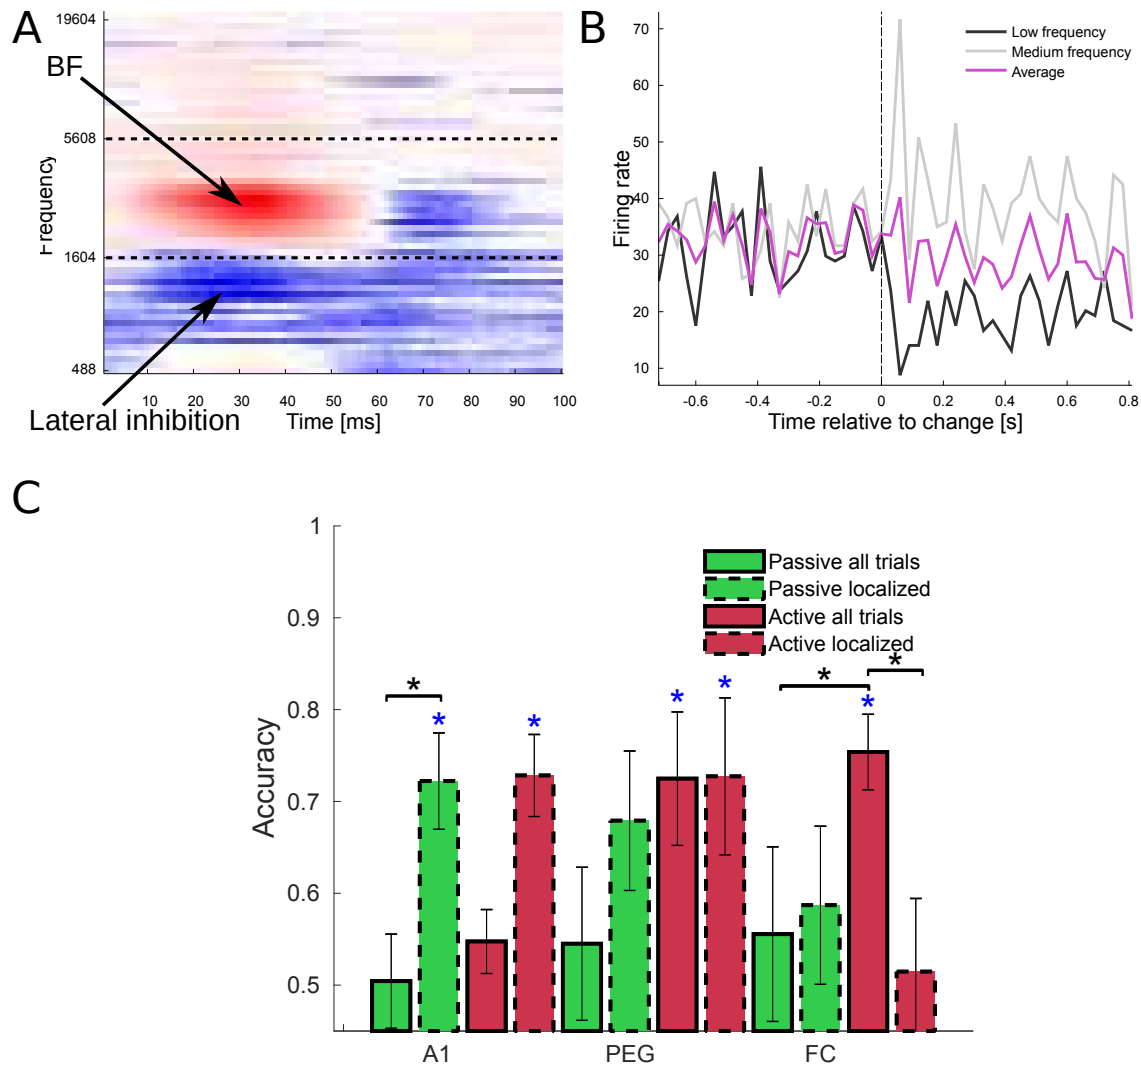 A
19604
BF
5608
Frequency
1604
488
10 20 30 40 50 60 70 80 90 100
Lateral inhibition
Time [ms]
B
70
60
50
40
30
20
10
Firing rate
Low frequency
Medium frequency
Average
-0.6 -0.4 -0.2 0 0.2 0.4 0.6 0.8
Time relative to change [s]
C
1
0.9
0.8
0.7
0.6
0.5
Accuracy
Passive all trials
Passive localized
Active all trials
Active localized
*
*
*
*
*
*
*
*
A1 PEG FC